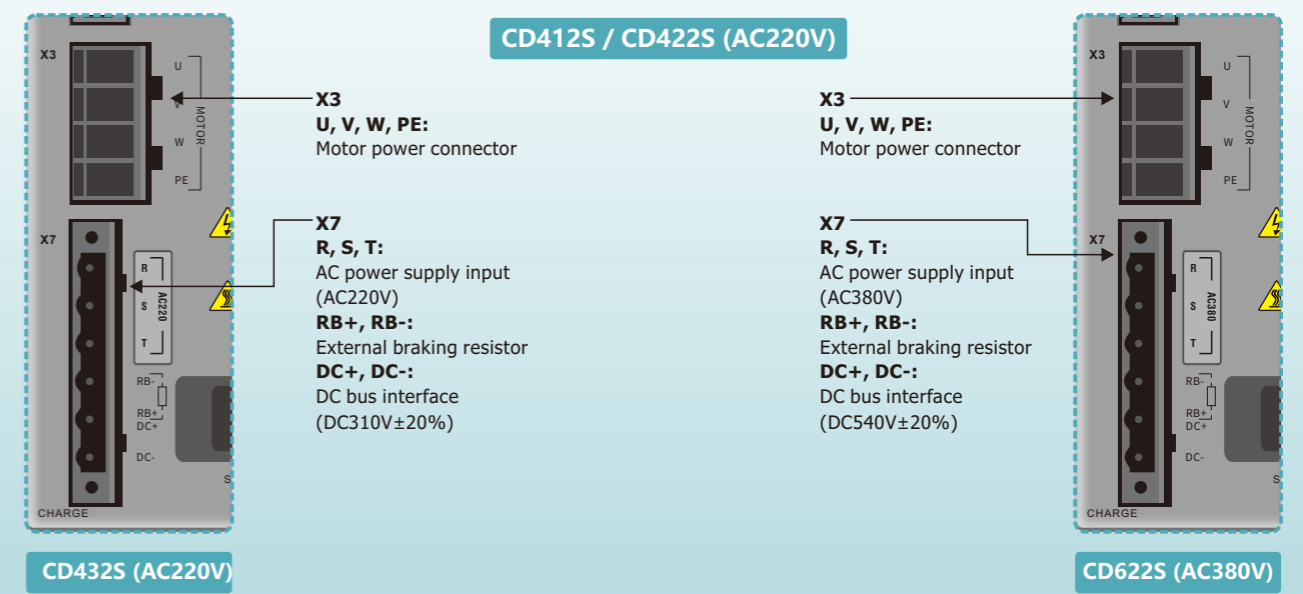 CD412S / CD422S (AC220V)
X3
U
V
W
PE
MOTOR
X7
R
S
T
AC220
RB-
RB+
DC+
DC-
S
CHARGE
CD432S (AC220V)
X3
U, V, W, PE:
Motor power connector
X7
R, S, T:
AC power supply input
(AC220V)
RB+, RB-:
External braking resistor
DC+, DC-:
DC bus interface
(DC310V±20%)
X3
U, V, W, PE:
Motor power connector
X7
R, S, T:
AC power supply input
(AC380V)
RB+, RB-:
External braking resistor
DC+, DC-:
DC bus interface
(DC540V±20%)
X3
U
V
W
PE
MOTOR
X7
R
S
T
AC380
RB-
RB+
DC+
DC-
S
CHARGE
CD622S (AC380V)